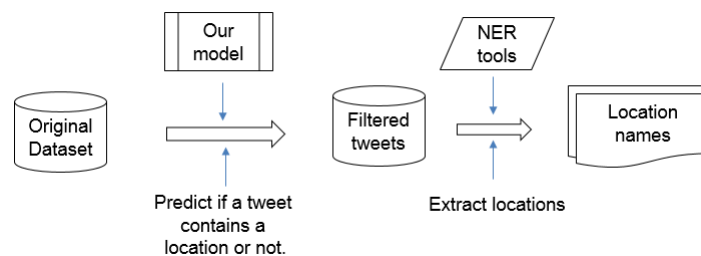 Our
model
NER
tools
Original
Dataset
Filtered
tweets
Location
names
Predict if a tweet
contains a
location or not.
Extract locations